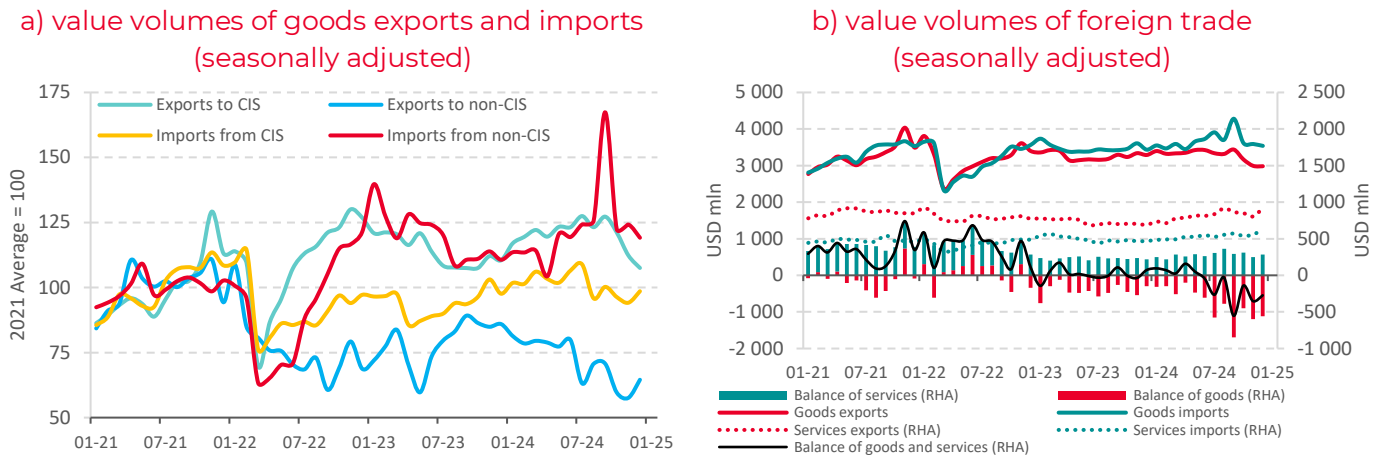 a) value volumes of goods exports and imports
(seasonally adjusted)
175
150
125
100
75
50
2021 Average = 100
Exports to CIS
Exports to non-CIS
Imports from CIS
Imports from non-CIS
01-21 07-21 01-22 07-22 01-23 07-23 01-24 07-24 01-25
b) value volumes of foreign trade
(seasonally adjusted)
5 000
4 000
3 000
2 000
1 000
0
-1 000
-2 000
USD mln
2 500
2 000
1 500
1 000
500
0
-500
-1 000
USD mln
01-21 07-21 01-22 07-22 01-23 07-23 01-24 07-24 01-25
Balance of services (RHA)
Balance of goods (RHA)
Goods exports
Goods imports
Services exports (RHA)
Services imports (RHA)
Balance of goods and services (RHA)